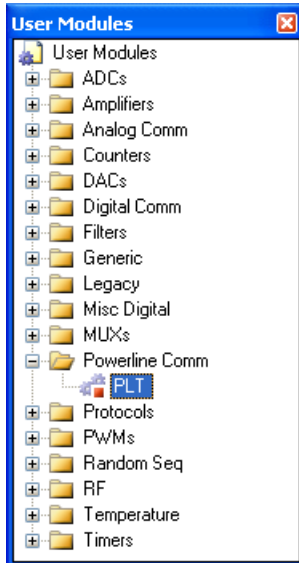 User Modules
User Modules
ADCs
Amplifiers
Analog Comm
Counters
DACs
Digital Comm
Filters
Generic
Legacy
Misc Digital
MUXs
Powerline Comm
PLT
Protocols
PWMs
Random Seq
RF
Temperature
Timers